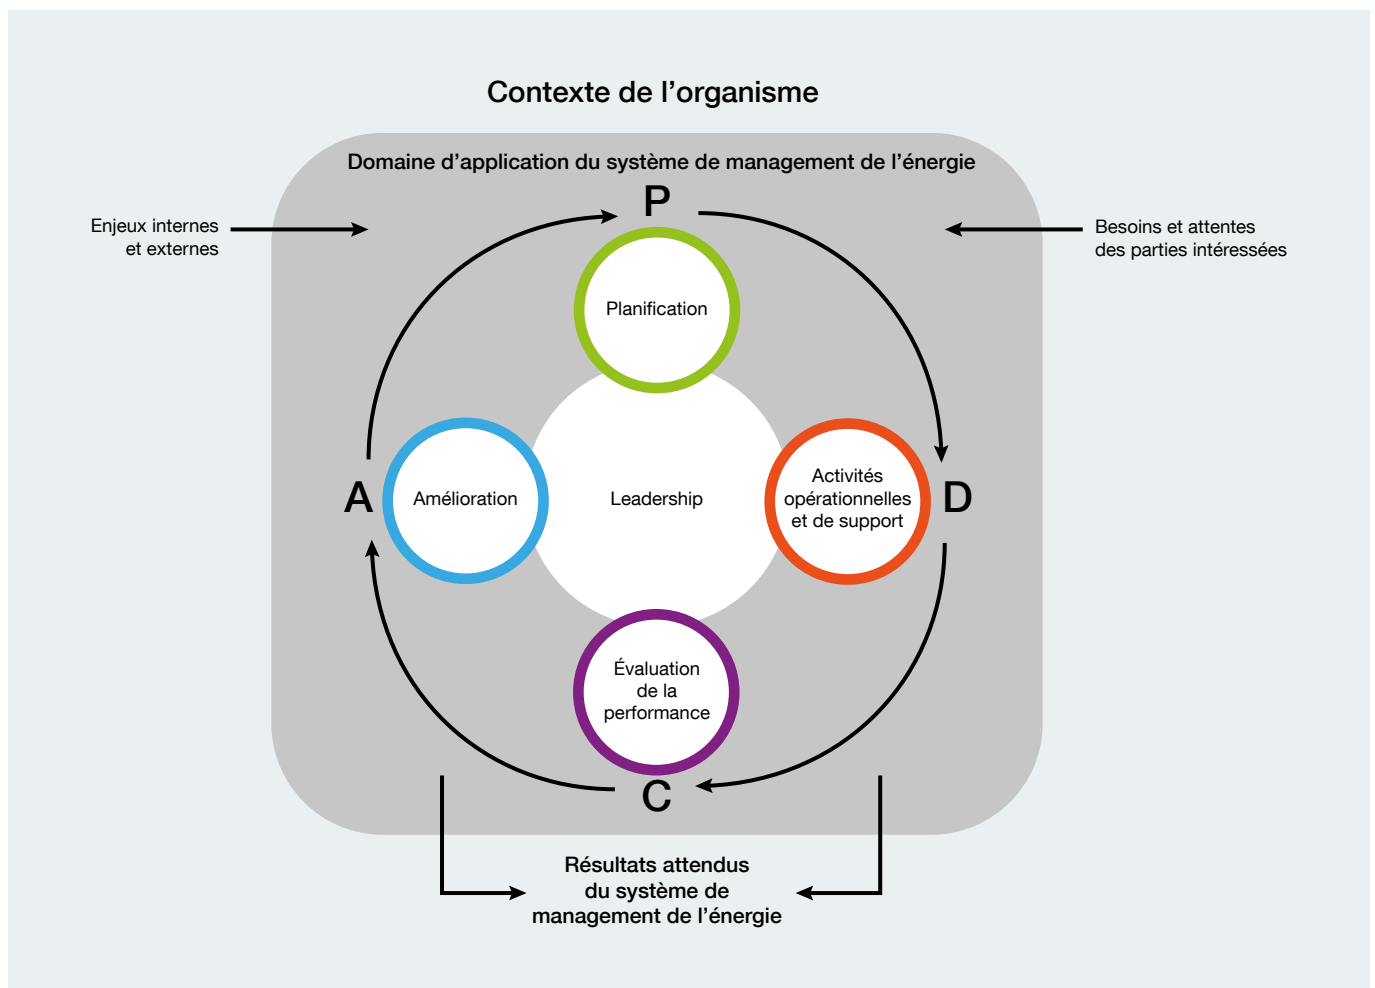 Contexte de l’organisme
Domaine d’application du système de management de l’énergie
P
Enjeux internes
et externes
Besoins et attentes
des parties intéressées
Planification
A
Amélioration
Leadership
Activités
opérationnelles
et de support
D
Évaluation
de la
performance
C
Résultats attendus
du système de
management de l’énergie